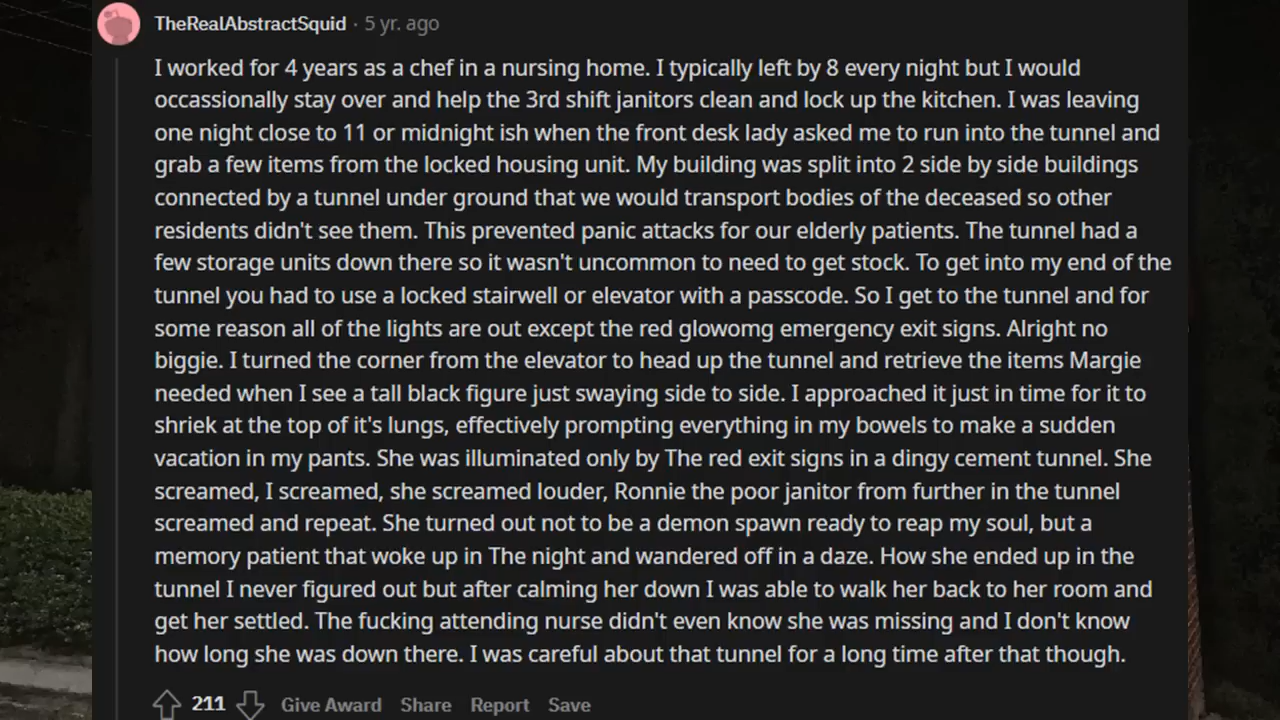 TheRealAbstractSquid · 5 yr. ago
I worked for 4 years as a chef in a nursing home. I typically left by 8 every night but I would
occassionally stay over and help the 3rd shift janitors clean and lock up the kitchen. I was leaving
one night close to 11 or midnight ish when the front desk lady asked me to run into the tunnel and
grab a few items from the locked housing unit. My building was split into 2 side by side buildings
connected by a tunnel under ground that we would transport bodies of the deceased so other
residents didn't see them. This prevented panic attacks for our elderly patients. The tunnel had a
few storage units down there so it wasn't uncommon to need to get stock. To get into my end of the
tunnel you had to use a locked stairwell or elevator with a passcode. So I get to the tunnel and for
some reason all of the lights are out except the red glowomg emergency exit signs. Alright no
biggie. I turned the corner from the elevator to head up the tunnel and retrieve the items Margie
needed when I see a tall black figure just swaying side to side. I approached it just in time for it to
shriek at the top of it's lungs, effectively prompting everything in my bowels to make a sudden
vacation in my pants. She was illuminated only by The red exit signs in a dingy cement tunnel. She
screamed, I screamed, she screamed louder, Ronnie the poor janitor from further in the tunnel
screamed and repeat. She turned out not to be a demon spawn ready to reap my soul, but a
memory patient that woke up in The night and wandered off in a daze. How she ended up in the
tunnel I never figured out but after calming her down I was able to walk her back to her room and
get her settled. The fucking attending nurse didn't even know she was missing and I don't know
how long she was down there. I was careful about that tunnel for a long time after that though.
211 Give Award Share Report Save